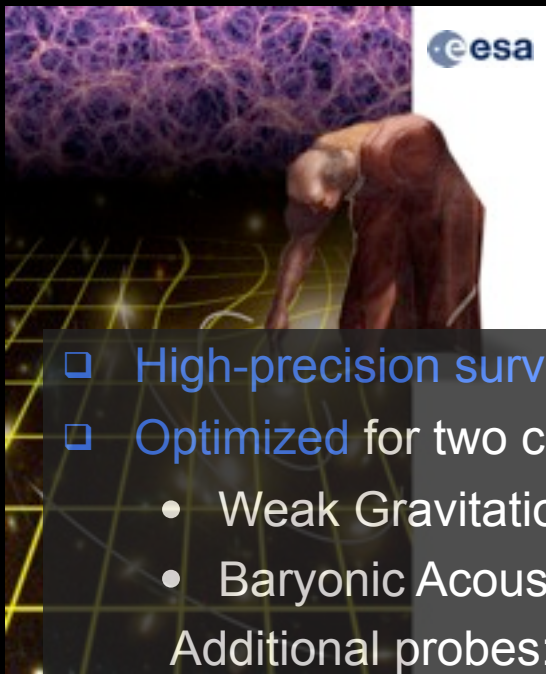 esa
High-precision surv
Optimized for two c
Weak Gravitatio
Baryonic Acous
Additional probes: